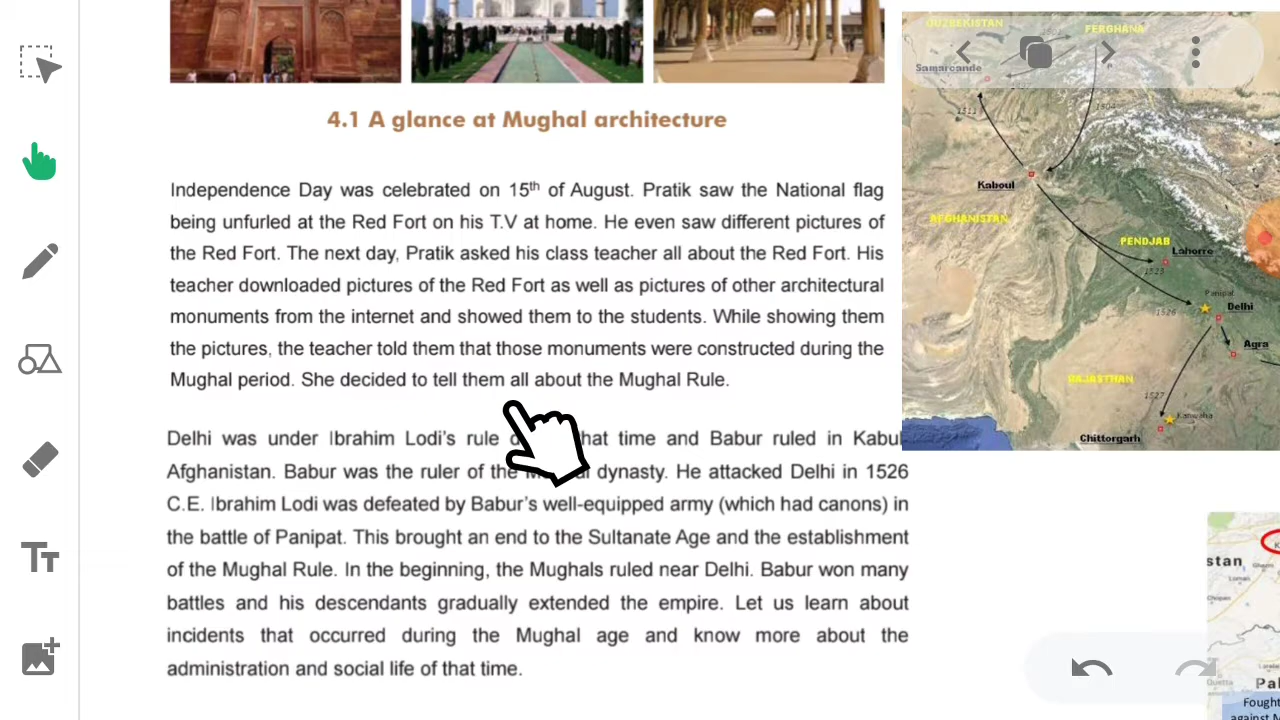 4.1 A glance at Mughal architecture
Independence Day was celebrated on 15th of August. Pratik saw the National flag
being unfurled at the Red Fort on his T.V at home. He even saw different pictures of
the Red Fort. The next day, Pratik asked his class teacher all about the Red Fort. His
teacher downloaded pictures of the Red Fort as well as pictures of other architectural
monuments from the internet and showed them to the students. While showing them
the pictures, the teacher told them that those monuments were constructed during the
Mughal period. She decided to tell them all about the Mughal Rule.
Delhi was under Ibrahim Lodi's rule that time and Babur ruled in Kabul
Afghanistan. Babur was the ruler of the dynasty. He attacked Delhi in 1526
C.E. Ibrahim Lodi was defeated by Babur's well-equipped army (which had canons) in
the battle of Panipat. This brought an end to the Sultanate Age and the establishment
of the Mughal Rule. In the beginning, the Mughals ruled near Delhi. Babur won many
battles and his descendants gradually extended the empire. Let us learn about
incidents that occurred during the Mughal age and know more about the
administration and social life of that time.
OUZBEKISTAN
FERGHANA
Samarcande
1511
1504
Kaboul
AFGHANISTAN
PENDJAB
Lahorre
1523
Panipat
1526
Delhi
Agra
RAJASTHAN
1527
Kanwaha
Chittorgarh
stan
Quetta
Fought
against M
Tт